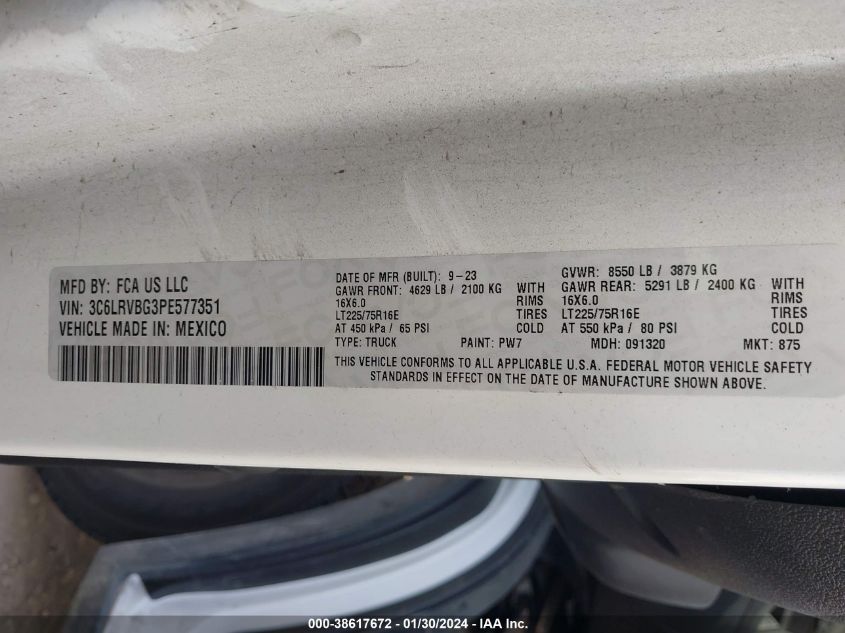 MFD BY: FCA US LLC
VIN: 3C6LRVBG3PE577351
VEHICLE MADE IN: MEXICO
DATE OF MFR (BUILT): 9-23
GAWR FRONT: 4629 LB / 2100 KG WITH
16X6.0 RIMS
LT225/75R16E TIRES
AT 450 kPa / 65 PSI COLD
TYPE: TRUCK PAINT: PW7
GVWR: 8550 LB / 3879 KG
GAWR REAR: 5291 LB / 2400 KG WITH
16X6.0 RIMS
LT225/75R16E TIRES
AT 550 kPa / 80 PSI COLD
MDH: 091320 MKT: 875
THIS VEHICLE CONFORMS TO ALL APPLICABLE U.S.A. FEDERAL MOTOR VEHICLE SAFETY
STANDARDS IN EFFECT ON THE DATE OF MANUFACTURE SHOWN ABOVE.
000-38617672 - 01/30/2024 - IAA Inc.